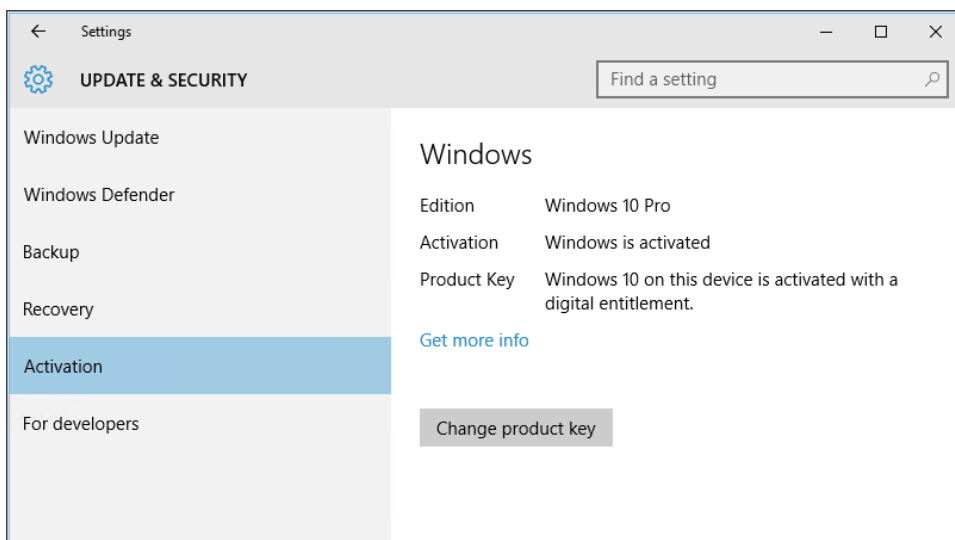 Settings
UPDATE & SECURITY
Find a setting
Windows Update
Windows Defender
Backup
Recovery
Activation
For developers
Windows
Edition Windows 10 Pro
Activation Windows is activated
Product Key Windows 10 on this device is activated with a
digital entitlement.
Get more info
Change product key